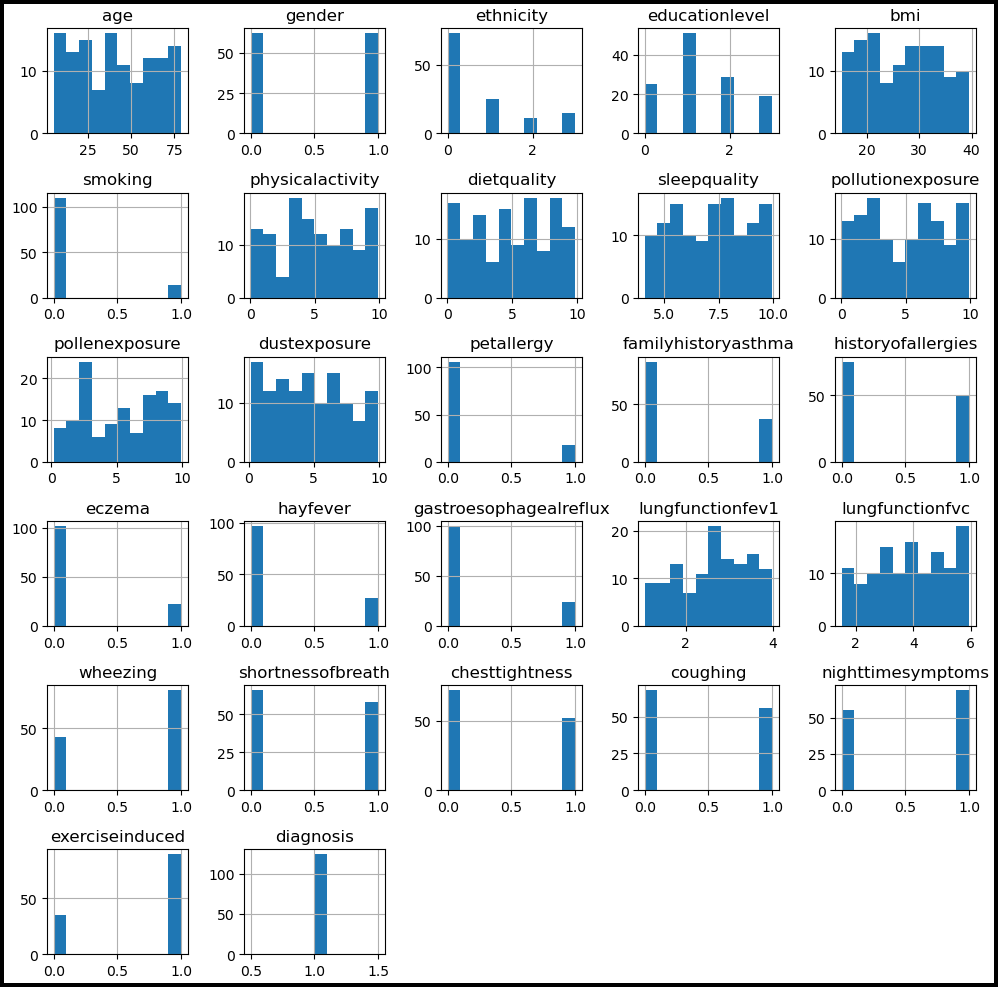 age gender ethnicity educationlevel bmi
10 50 50 40 10
25 20
0 0 0 0 0
25 50 75 0.0 0.5 1.0 0 2 0 2 20 30 40
smoking physicalactivity dietquality sleepquality pollutionexposure
100 10 10 10 10
50
0 0 0 0 0
0.0 0.5 1.0 0 5 10 0 5 10 5.0 7.5 10.0 0 5 10
pollenexposure dustexposure petallergy familyhistoryasthma historyofallergies
20 10 100 50 50
10 50
0 0 0 0 0
0 5 10 0 5 10 0.0 0.5 1.0 0.0 0.5 1.0 0.0 0.5 1.0
eczema hayfever gastroesophagealreflux lungfunctionfev1 lungfunctionfvc
100 100 100 20 10
50 50 50 10
0 0 0 0 0
0.0 0.5 1.0 0.0 0.5 1.0 0.0 0.5 1.0 2 4 2 4 6
wheezing shortnessofbreath chesttightness coughing nighttimesymptoms
50 50 50 50 50
25 25 25
0 0 0 0 0
0.0 0.5 1.0 0.0 0.5 1.0 0.0 0.5 1.0 0.0 0.5 1.0 0.0 0.5 1.0
exerciseinduced diagnosis
50 100
50
0 0
0.0 0.5 1.0 0.5 1.0 1.5